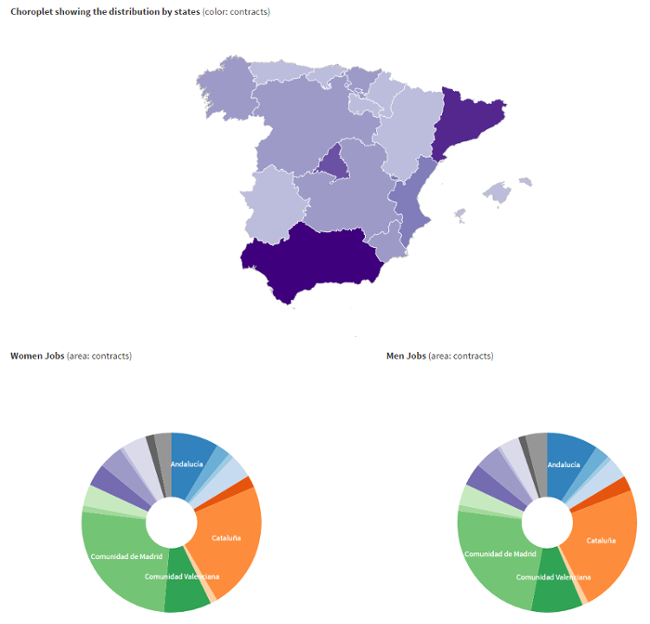 Choroplet showing the distribution by states (color: contracts)
Women Jobs (area: contracts)
Men Jobs (area: contracts)
Andalucía
Cataluña
Comunidad de Madrid
Comunidad Valenciana
Andalucía
Cataluña
Comunidad de Madrid
Comunidad Valenciana